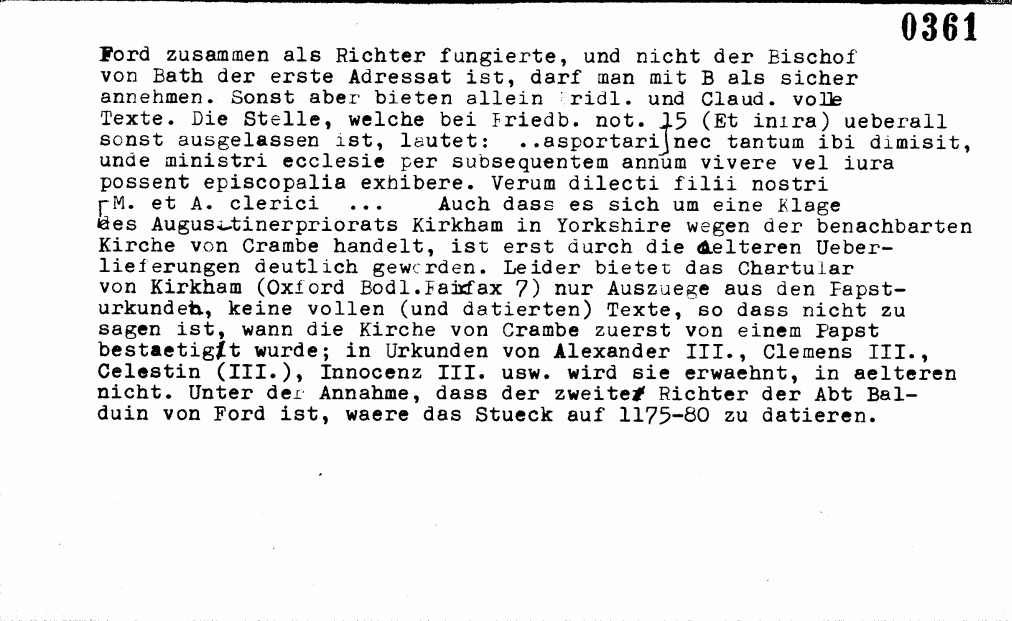 0361
Ford zusammen als Richter fungierte, und nicht der Bischof
von Bath der erste Adressat ist, darf man mit B als sicher
annehmen. Sonst aber bieten allein Bridl. und Claud. volle
Texte. Die Stelle, welche bei Friedb. not. 15 (Et infra) ueberall
sonst ausgelassen ist, lautet: ..asportari]nec tantum ibi dimisit,
unde ministri ecclesie per subsequentem annum vivere vel iura
possent episcopalia exhibere. Verum dilecti filii nostri
[M. et A. clerici ... Auch dass es sich um eine Klage
des Augustinerpriorats Kirkham in Yorkshire wegen der benachbarten
Kirche von Crambe handelt, ist erst durch die aelteren Ueber-
lieferungen deutlich geworden. Leider bietet das Chartular
von Kirkham (Oxford Bodl.Fairfax 7) nur Auszuege aus den Papst-
urkunden, keine vollen (und datierten) Texte, so dass nicht zu
sagen ist, wann die Kirche von Crambe zuerst von einem Papst
bestaetigt wurde; in Urkunden von Alexander III., Clemens III.,
Celestin (III.), Innocenz III. usw. wird sie erwaehnt, in aelteren
nicht. Unter der Annahme, dass der zweite Richter der Abt Bal-
duin von Ford ist, waere das Stueck auf 1175-80 zu datieren.